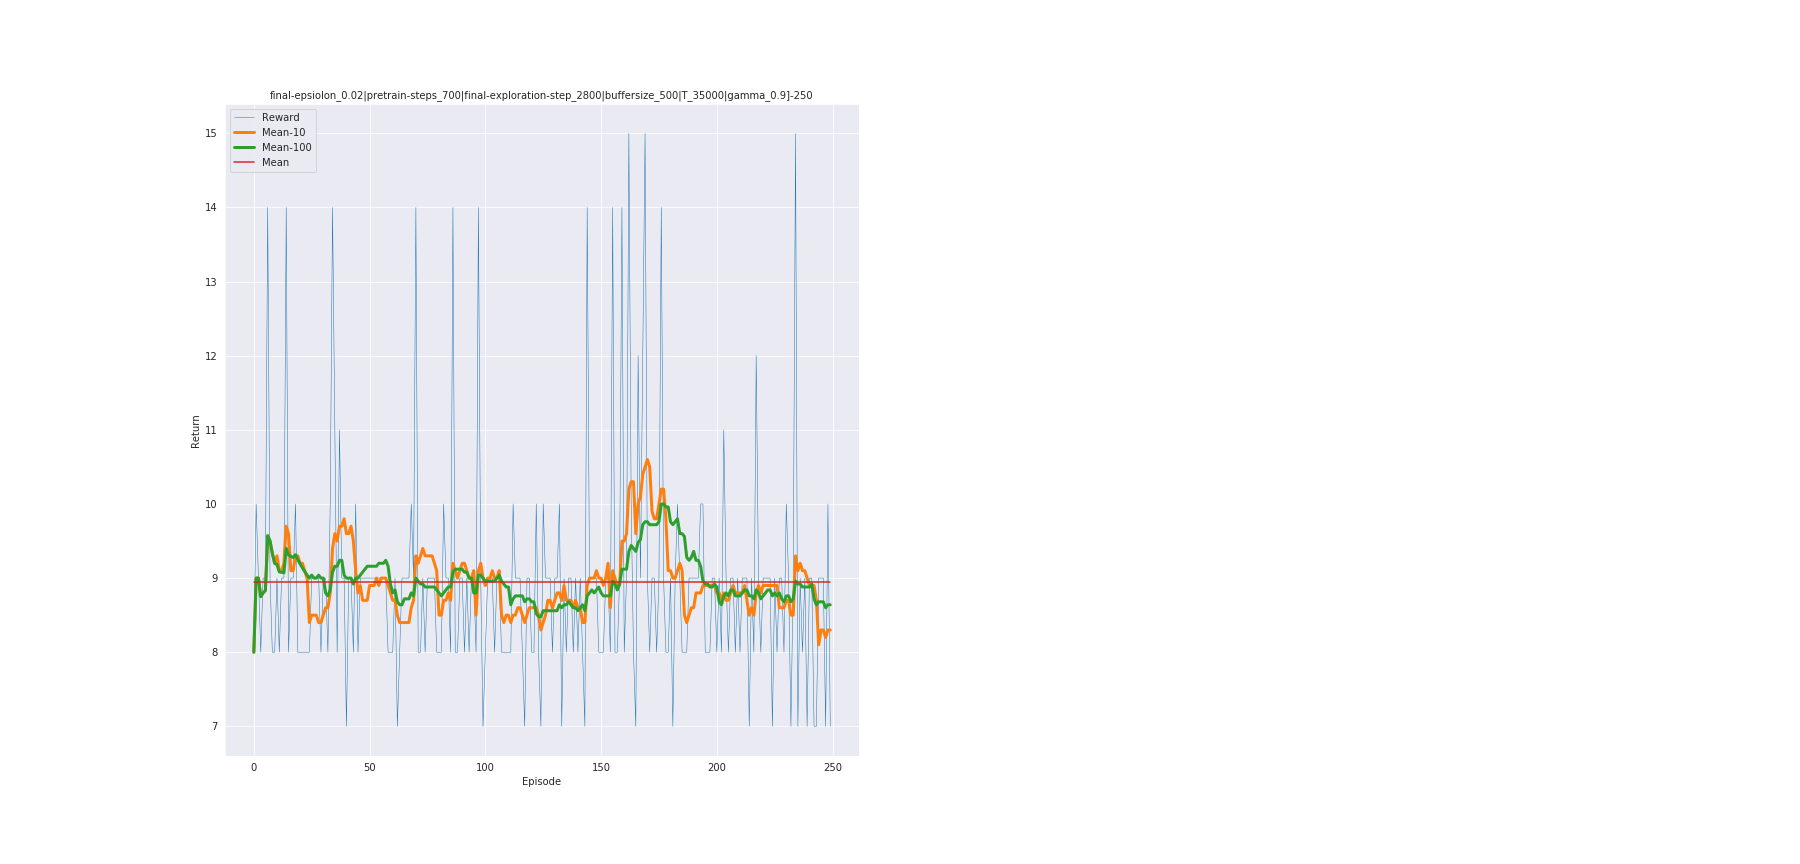 final-epsiolon_0.02|pretrain-steps_700|final-exploration-step_2800|buffersize_500|T_35000|gamma_0.9]-250
Reward
Mean-10
Mean-100
Mean
15
14
13
12
11
10
9
8
7
Return
0 50 100 150 200 250
Episode